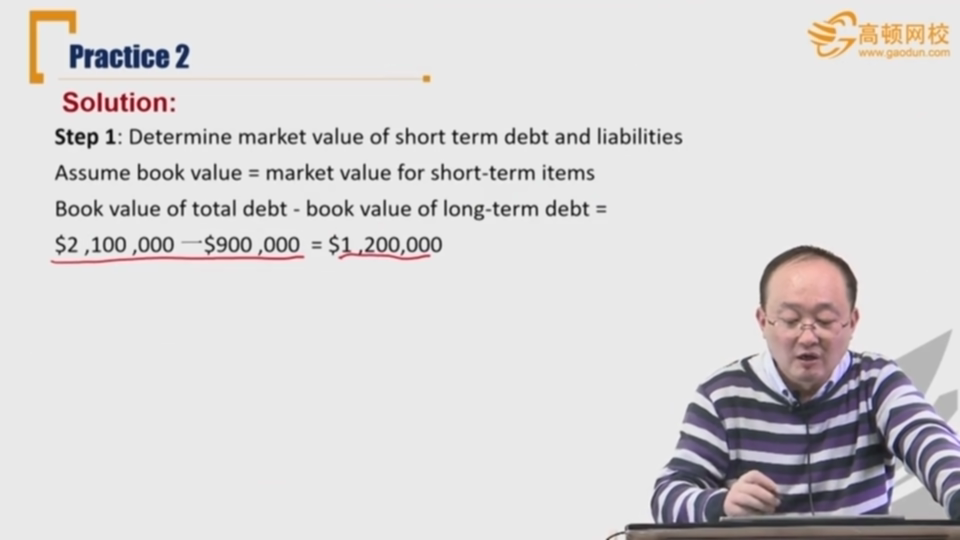 Practice 2
高顿网校
www.gaodun.com
Solution:
Step 1: Determine market value of short term debt and liabilities
Assume book value = market value for short-term items
Book value of total debt - book value of long-term debt =
$2 ,100 ,000 —$900 ,000 = $1 ,200,000